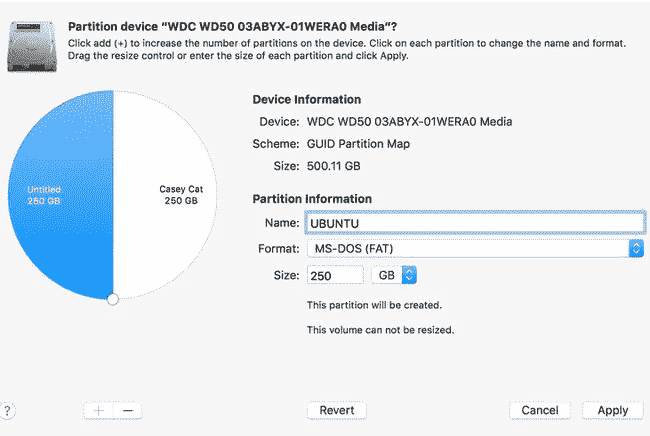 Partition device “WDC WD50 03ABYX-01WERA0 Media”?
Click add (+) to increase the number of partitions on the device. Click on each partition to change the name and format.
Drag the resize control or enter the size of each partition and click Apply.
Device Information
Device: WDC WD50 03ABYX-01WERA0 Media
Scheme: GUID Partition Map
Size: 500.11 GB
Untitled
250 GB
Casey Cat
250 GB
Partition Information
Name: UBUNTU
Format: MS-DOS (FAT)
Size: 250 GB
This partition will be created.
This volume can not be resized.
? + − Revert Cancel Apply